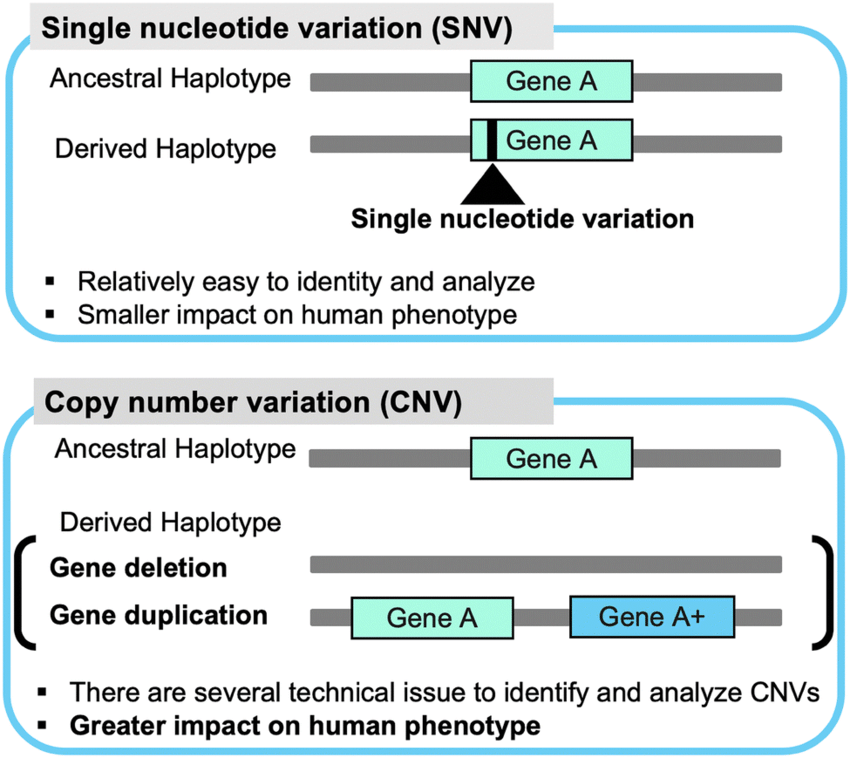 Single nucleotide variation (SNV)
Ancestral Haplotype
Gene A
Derived Haplotype
Gene A
Single nucleotide variation
▪ Relatively easy to identity and analyze
▪ Smaller impact on human phenotype
Copy number variation (CNV)
Ancestral Haplotype
Gene A
Derived Haplotype
Gene deletion
Gene duplication
Gene A
Gene A+
▪ There are several technical issue to identify and analyze CNVs
▪ Greater impact on human phenotype